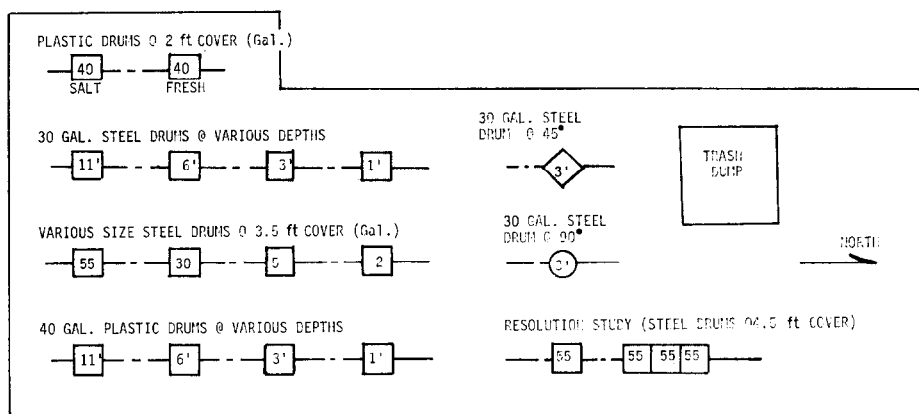 PLASTIC DRUMS @ 2 ft COVER (Gal.)
40 40
SALT FRESH
30 GAL. STEEL DRUMS @ VARIOUS DEPTHS
11' 6' 3' 1'
VARIOUS SIZE STEEL DRUMS @ 3.5 ft COVER (Gal.)
55 30 5 2
40 GAL. PLASTIC DRUMS @ VARIOUS DEPTHS
11' 6' 3' 1'
30 GAL. STEEL
DRUM @ 45°
3'
TRASH
DUMP
30 GAL. STEEL
DRUM @ 90°
3'
NORTH
RESOLUTION STUDY (STEEL DRUMS @4.5 ft COVER)
55 55 55 55